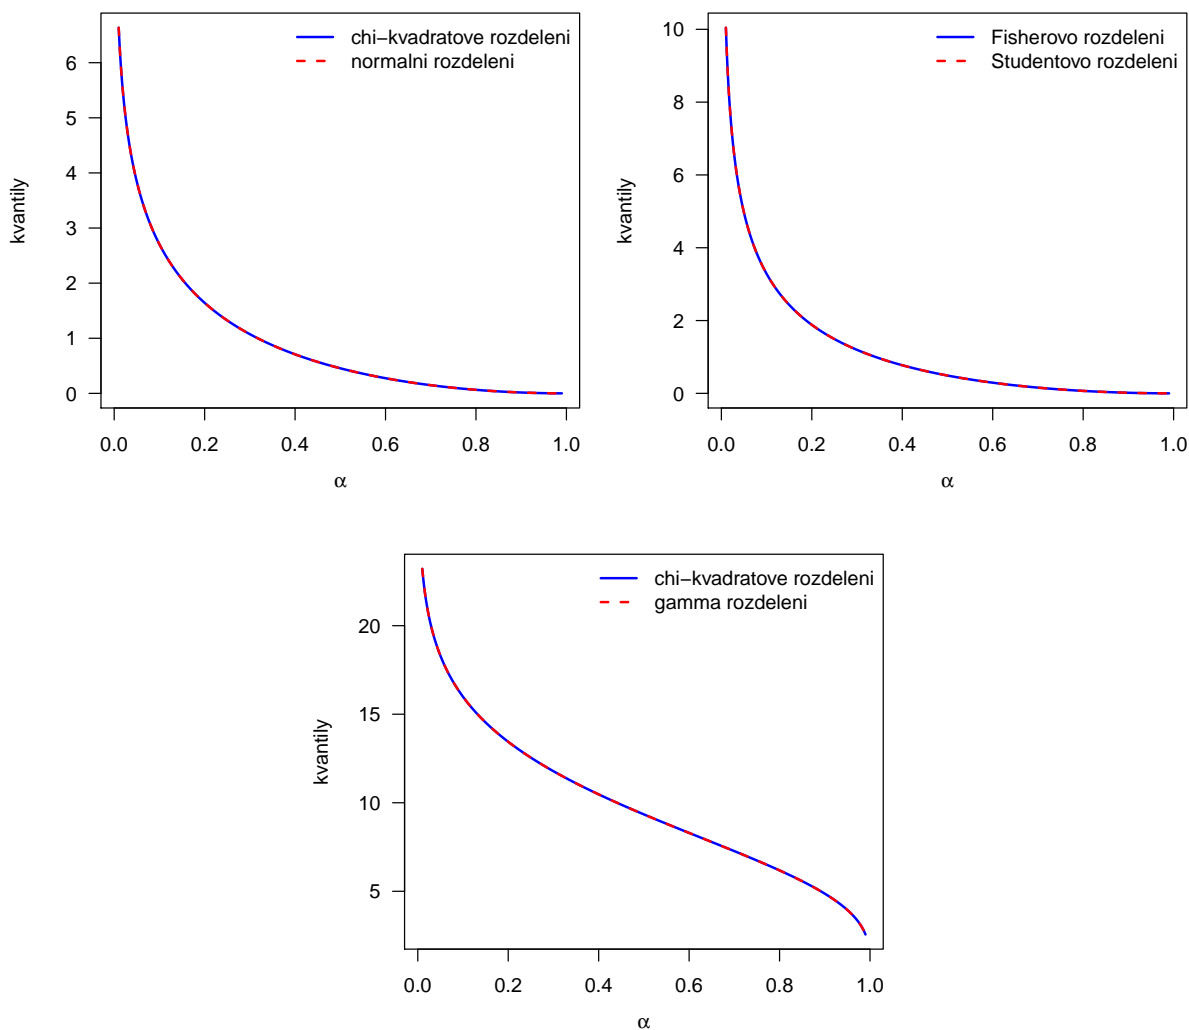 chi−kvadratove rozdeleni
normalni rozdeleni
6
5
4
3
2
1
0
kvantily
0.0 0.2 0.4 0.6 0.8 1.0
α
Fisherovo rozdeleni
Studentovo rozdeleni
10
8
6
4
2
0
kvantily
0.0 0.2 0.4 0.6 0.8 1.0
α
chi−kvadratove rozdeleni
gamma rozdeleni
20
15
10
5
kvantily
0.0 0.2 0.4 0.6 0.8 1.0
α